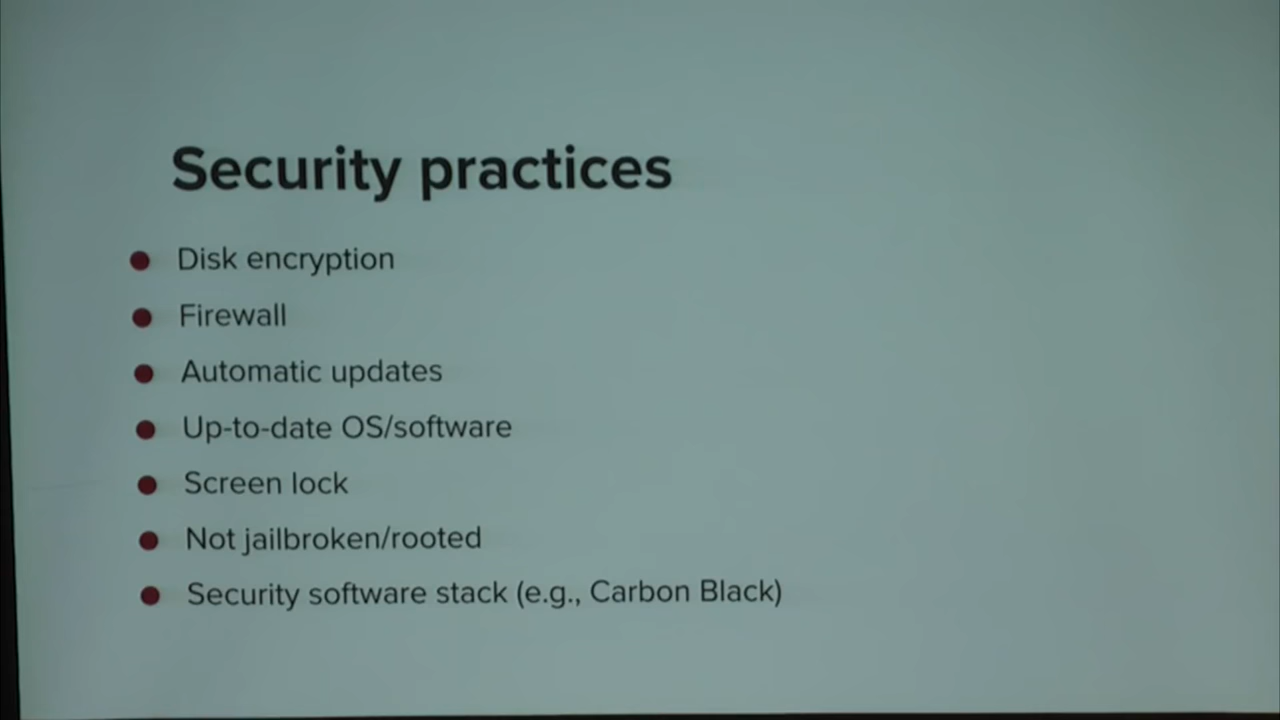 Security practices
Disk encryption
Firewall
Automatic updates
Up-to-date OS/software
Screen lock
Not jailbroken/rooted
Security software stack (e.g., Carbon Black)